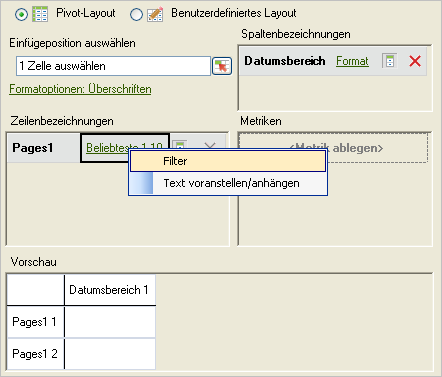 Pivot-Layout Benutzerdefiniertes Layout
Einfügeposition auswählen
1 Zelle auswählen
Formatoptionen: Überschriften
Spaltenbezeichnungen
Datumsbereich Format
Zeilenbezeichnungen
Pages1 Beliebteste 1-10
Filter
Text voranstellen/anhängen
Metriken
<Metrik ablegen>
Vorschau
Datumsbereich 1
Pages1 1
Pages1 2